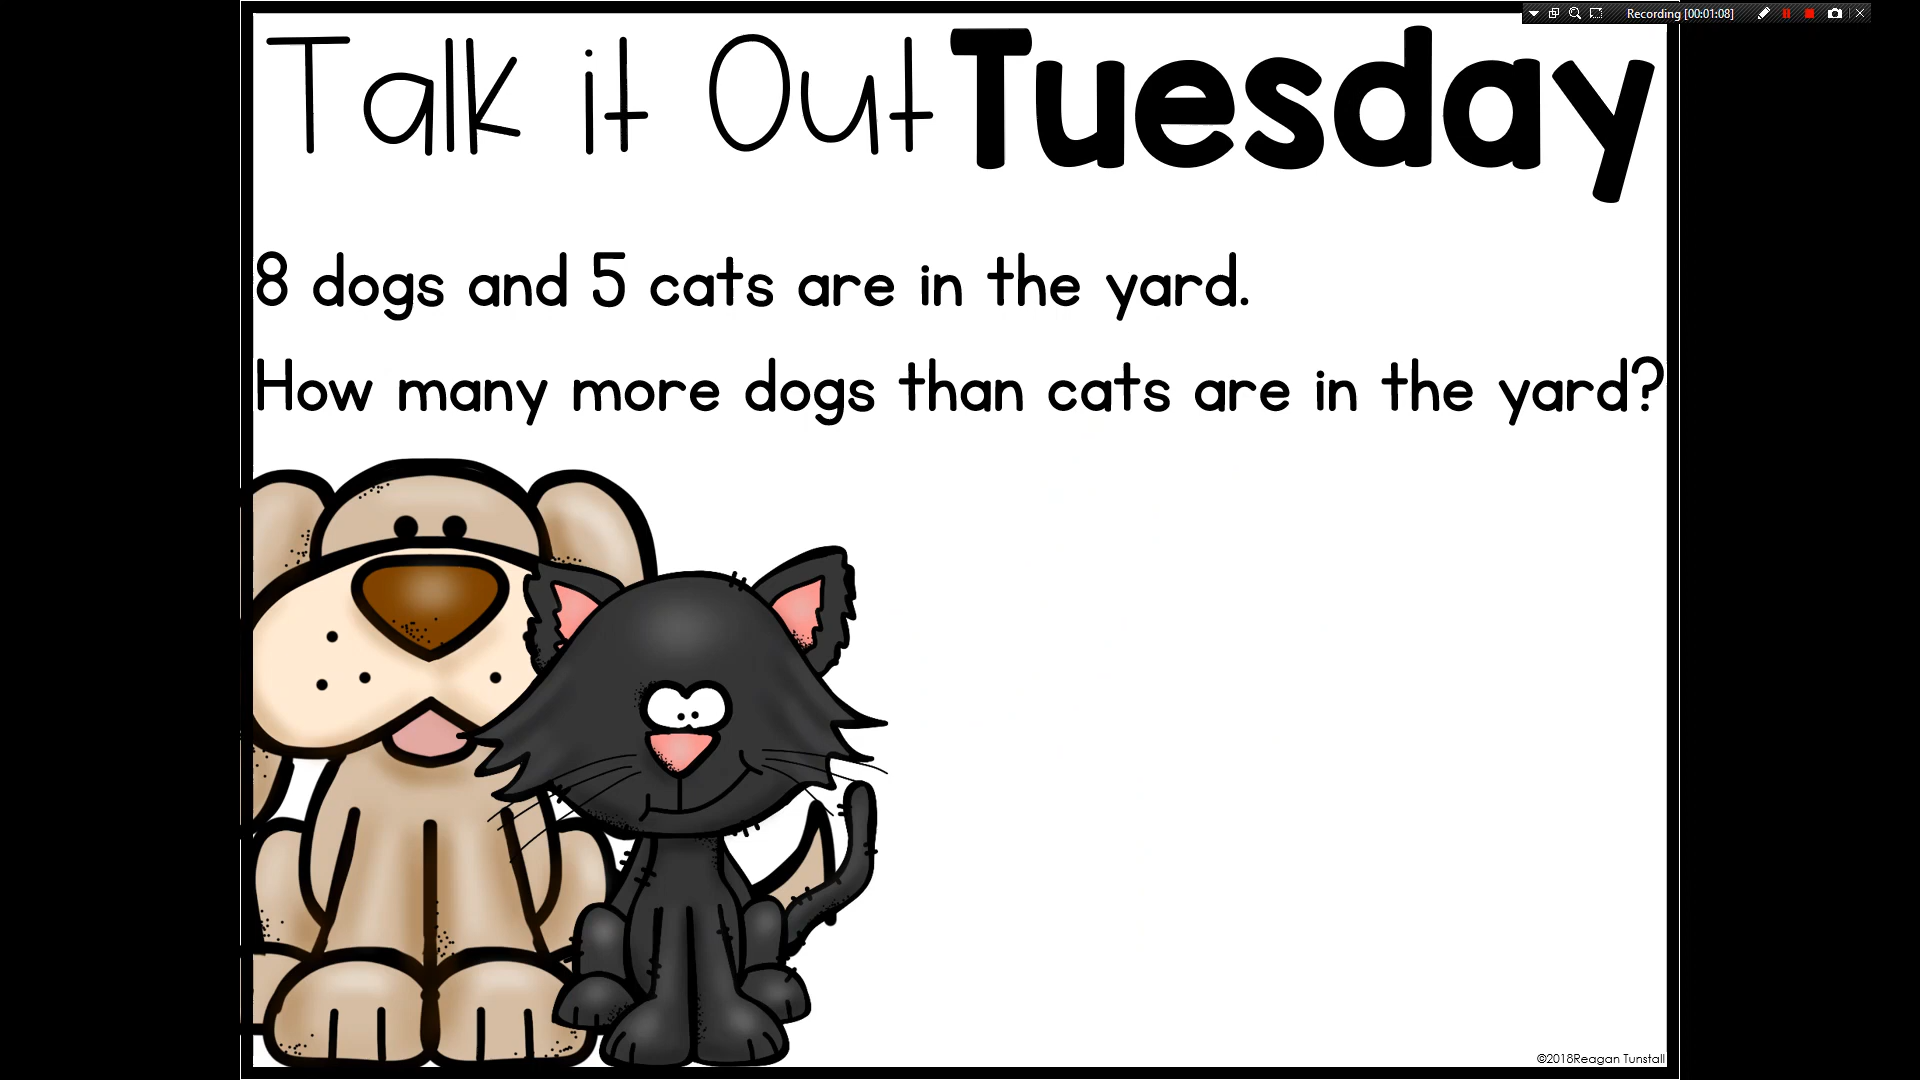 Recording [00:01:08]
Talk it Out Tuesday
8 dogs and 5 cats are in the yard.
How many more dogs than cats are in the yard?
©2018Reagan Tunstall